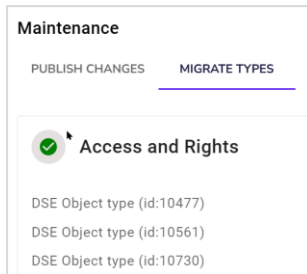 Maintenance
PUBLISH CHANGES MIGRATE TYPES
Access and Rights
DSE Object type (id:10477)
DSE Object type (id:10561)
DSE Object type (id:10730)